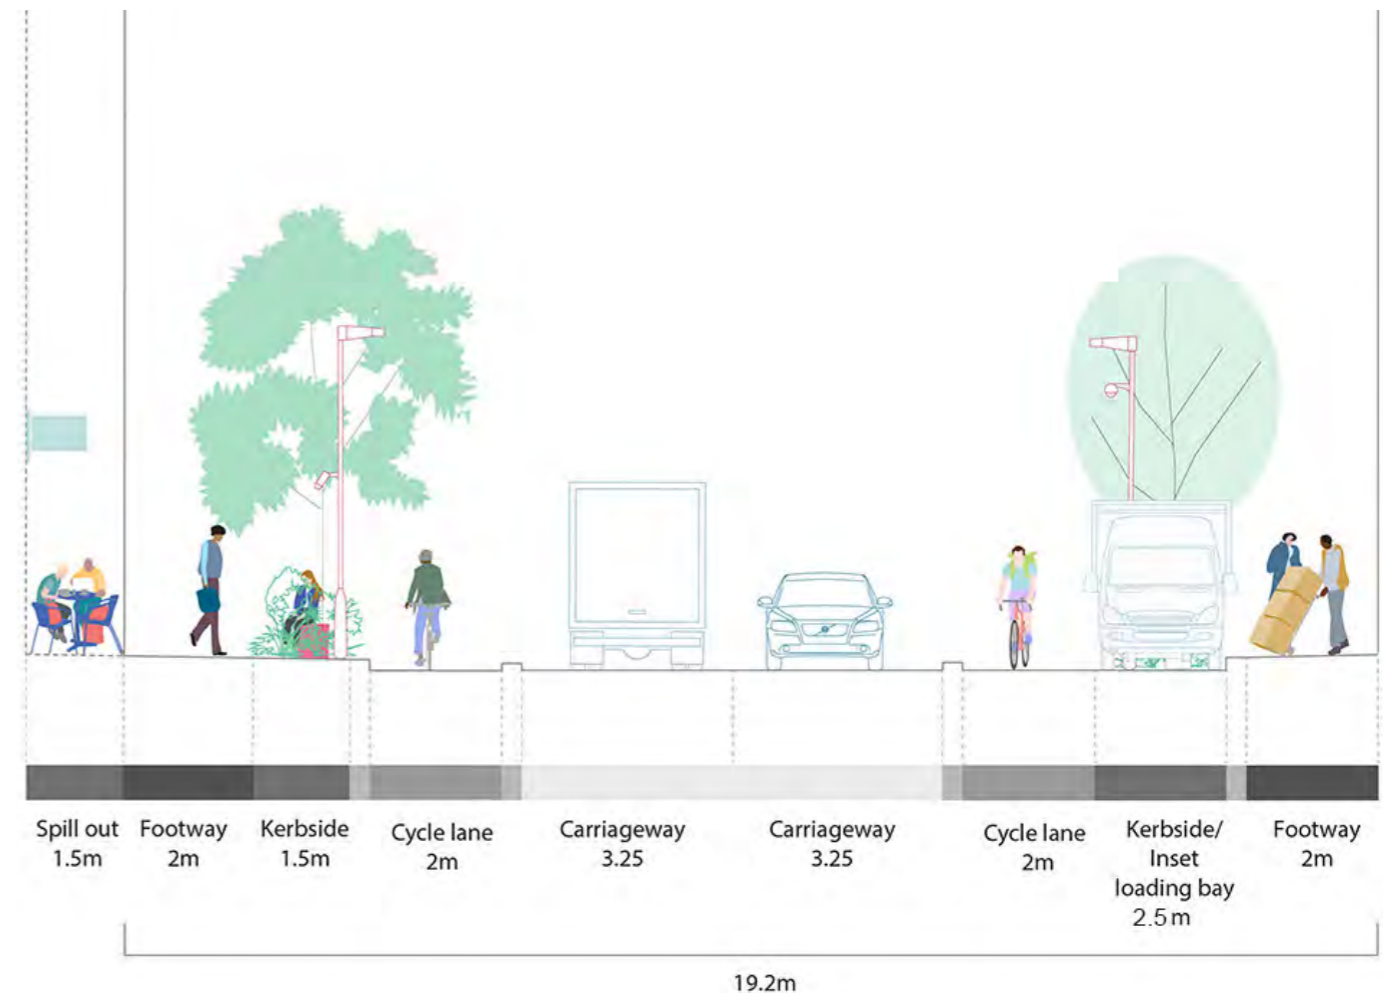 Spill out
1.5m
Footway
2m
Kerbside
1.5m
Cycle lane
2m
Carriageway
3.25
Carriageway
3.25
Cycle lane
2m
Kerbside/
Inset
loading bay
2.5m
Footway
2m
19.2m